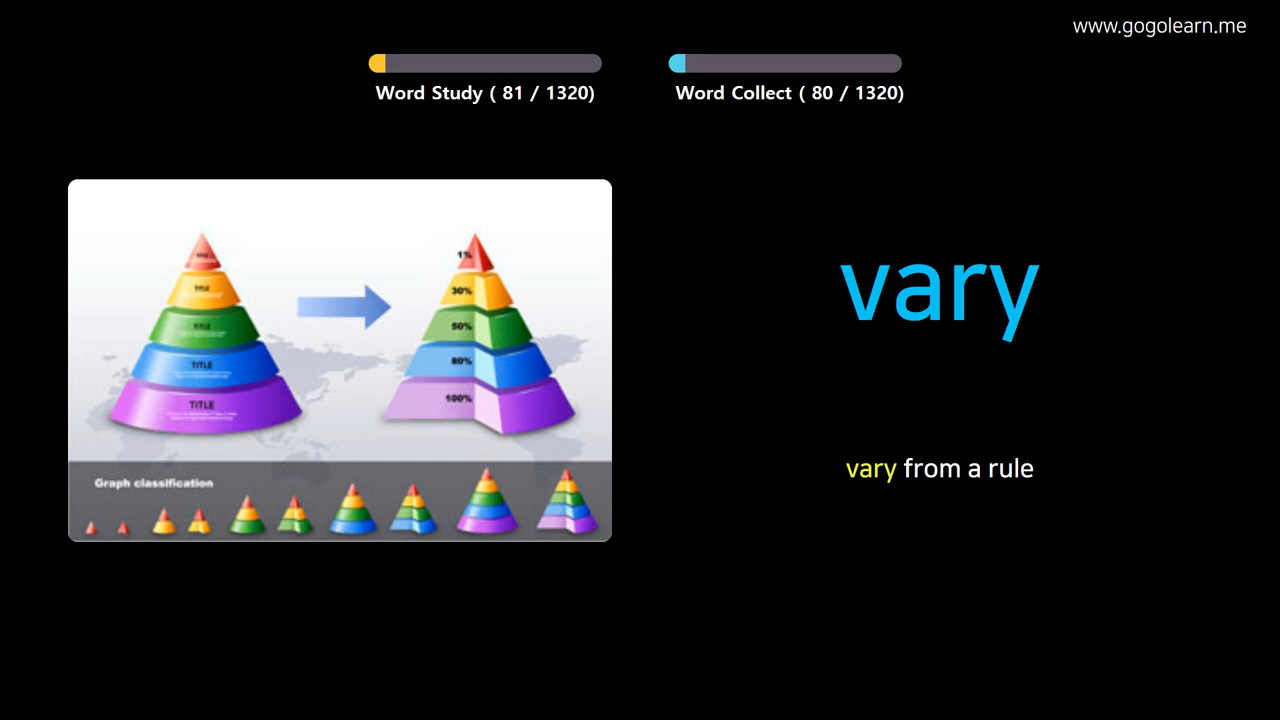 www.gogolearn.me
Word Study ( 81 / 1320)
Word Collect ( 80 / 1320)
TITLE
TITLE
TITLE
TITLE
1%
30%
50%
80%
100%
vary
vary from a rule
Graph classification